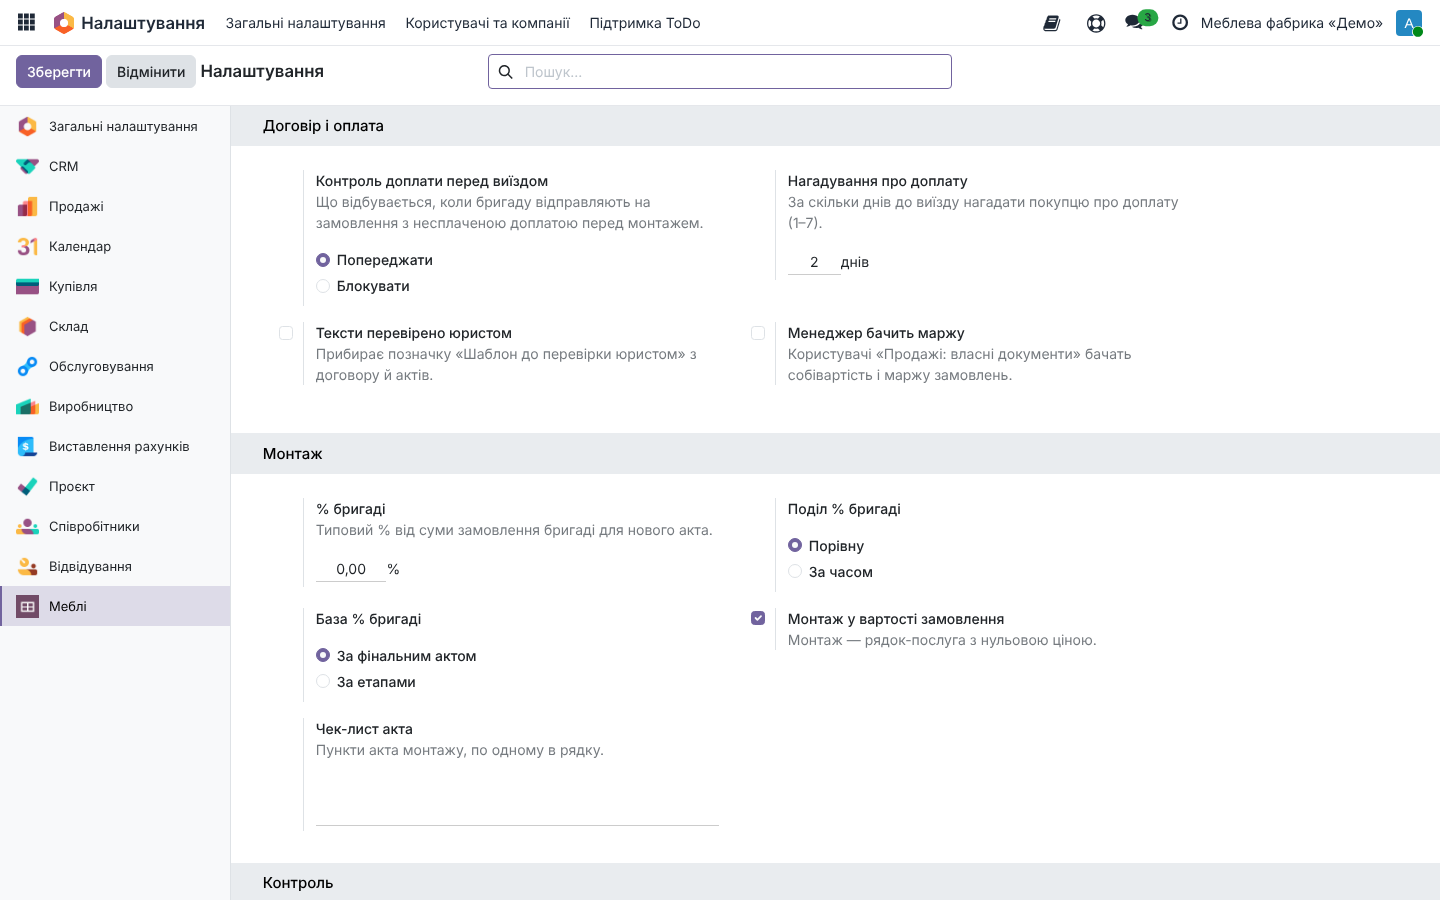 Налаштування
Загальні налаштування
Користувачі та компанії
Підтримка ToDo
3
Меблева фабрика «Демо»
A
Зберегти
Відмінити
Налаштування
Пошук...
Загальні налаштування
CRM
Продажі
31 Календар
Купівля
Склад
Обслуговування
Виробництво
$ Виставлення рахунків
Проєкт
Співробітники
Відвідування
Меблі
Договір і оплата
Контроль доплати перед виїздом
Що відбувається, коли бригаду відправляють на
замовлення з несплаченою доплатою перед монтажем.
Попереджати
Блокувати
Нагадування про доплату
За скільки днів до виїзду нагадати покупцю про доплату
(1–7).
2 днів
Тексти перевірено юристом
Прибирає позначку «Шаблон до перевірки юристом» з
договору й актів.
Менеджер бачить маржу
Користувачі «Продажі: власні документи» бачать
собівартість і маржу замовлень.
Монтаж
% бригаді
Типовий % від суми замовлення бригаді для нового акта.
0,00 %
Поділ % бригаді
Порівну
За часом
База % бригаді
За фінальним актом
За етапами
Монтаж у вартості замовлення
Монтаж — рядок-послуга з нульовою ціною.
Чек-лист акта
Пункти акта монтажу, по одному в рядку.
Контроль